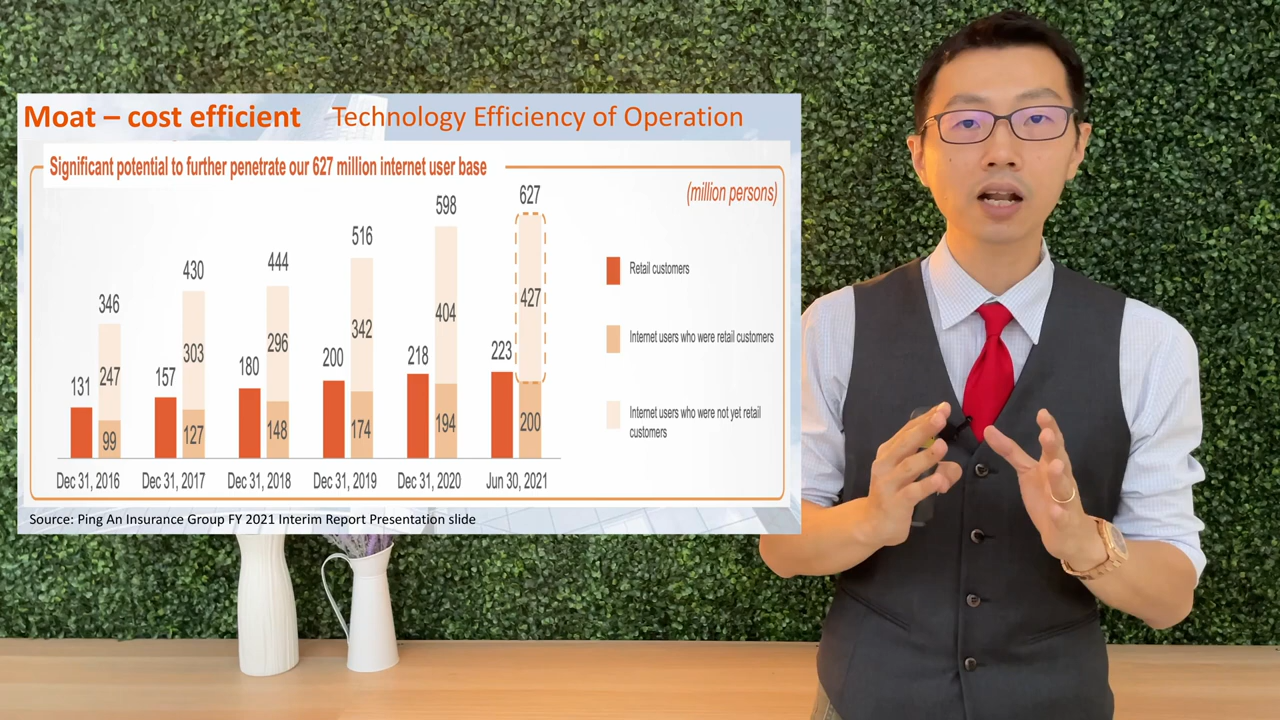 Moat – cost efficient Technology Efficiency of Operation
Significant potential to further penetrate our 627 million internet user base
(million persons)
346
430
444
516
598
627
131
247
99
157
303
127
180
296
148
200
342
174
218
404
194
223
427
200
Dec 31, 2016
Dec 31, 2017
Dec 31, 2018
Dec 31, 2019
Dec 31, 2020
Jun 30, 2021
Retail customers
Internet users who were retail customers
Internet users who were not yet retail
customers
Source: Ping An Insurance Group FY 2021 Interim Report Presentation slide